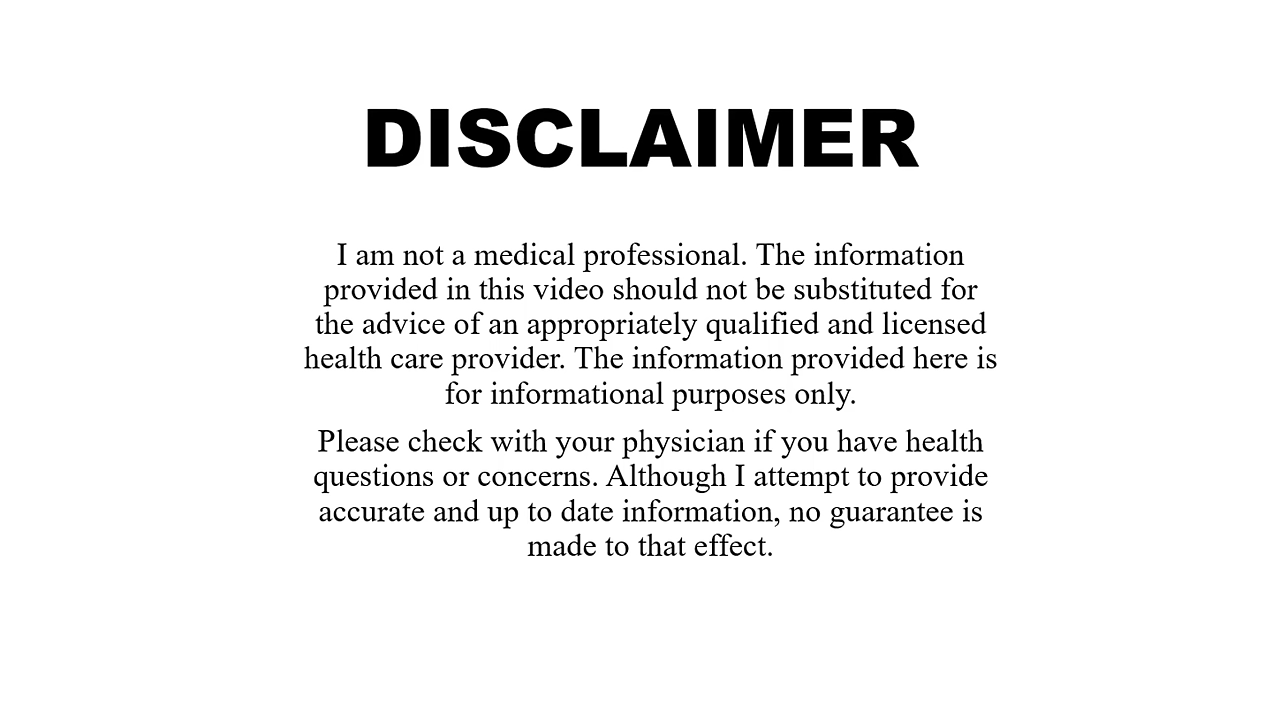 DISCLAIMER
I am not a medical professional. The information
provided in this video should not be substituted for
the advice of an appropriately qualified and licensed
health care provider. The information provided here is
for informational purposes only.
Please check with your physician if you have health
questions or concerns. Although I attempt to provide
accurate and up to date information, no guarantee is
made to that effect.